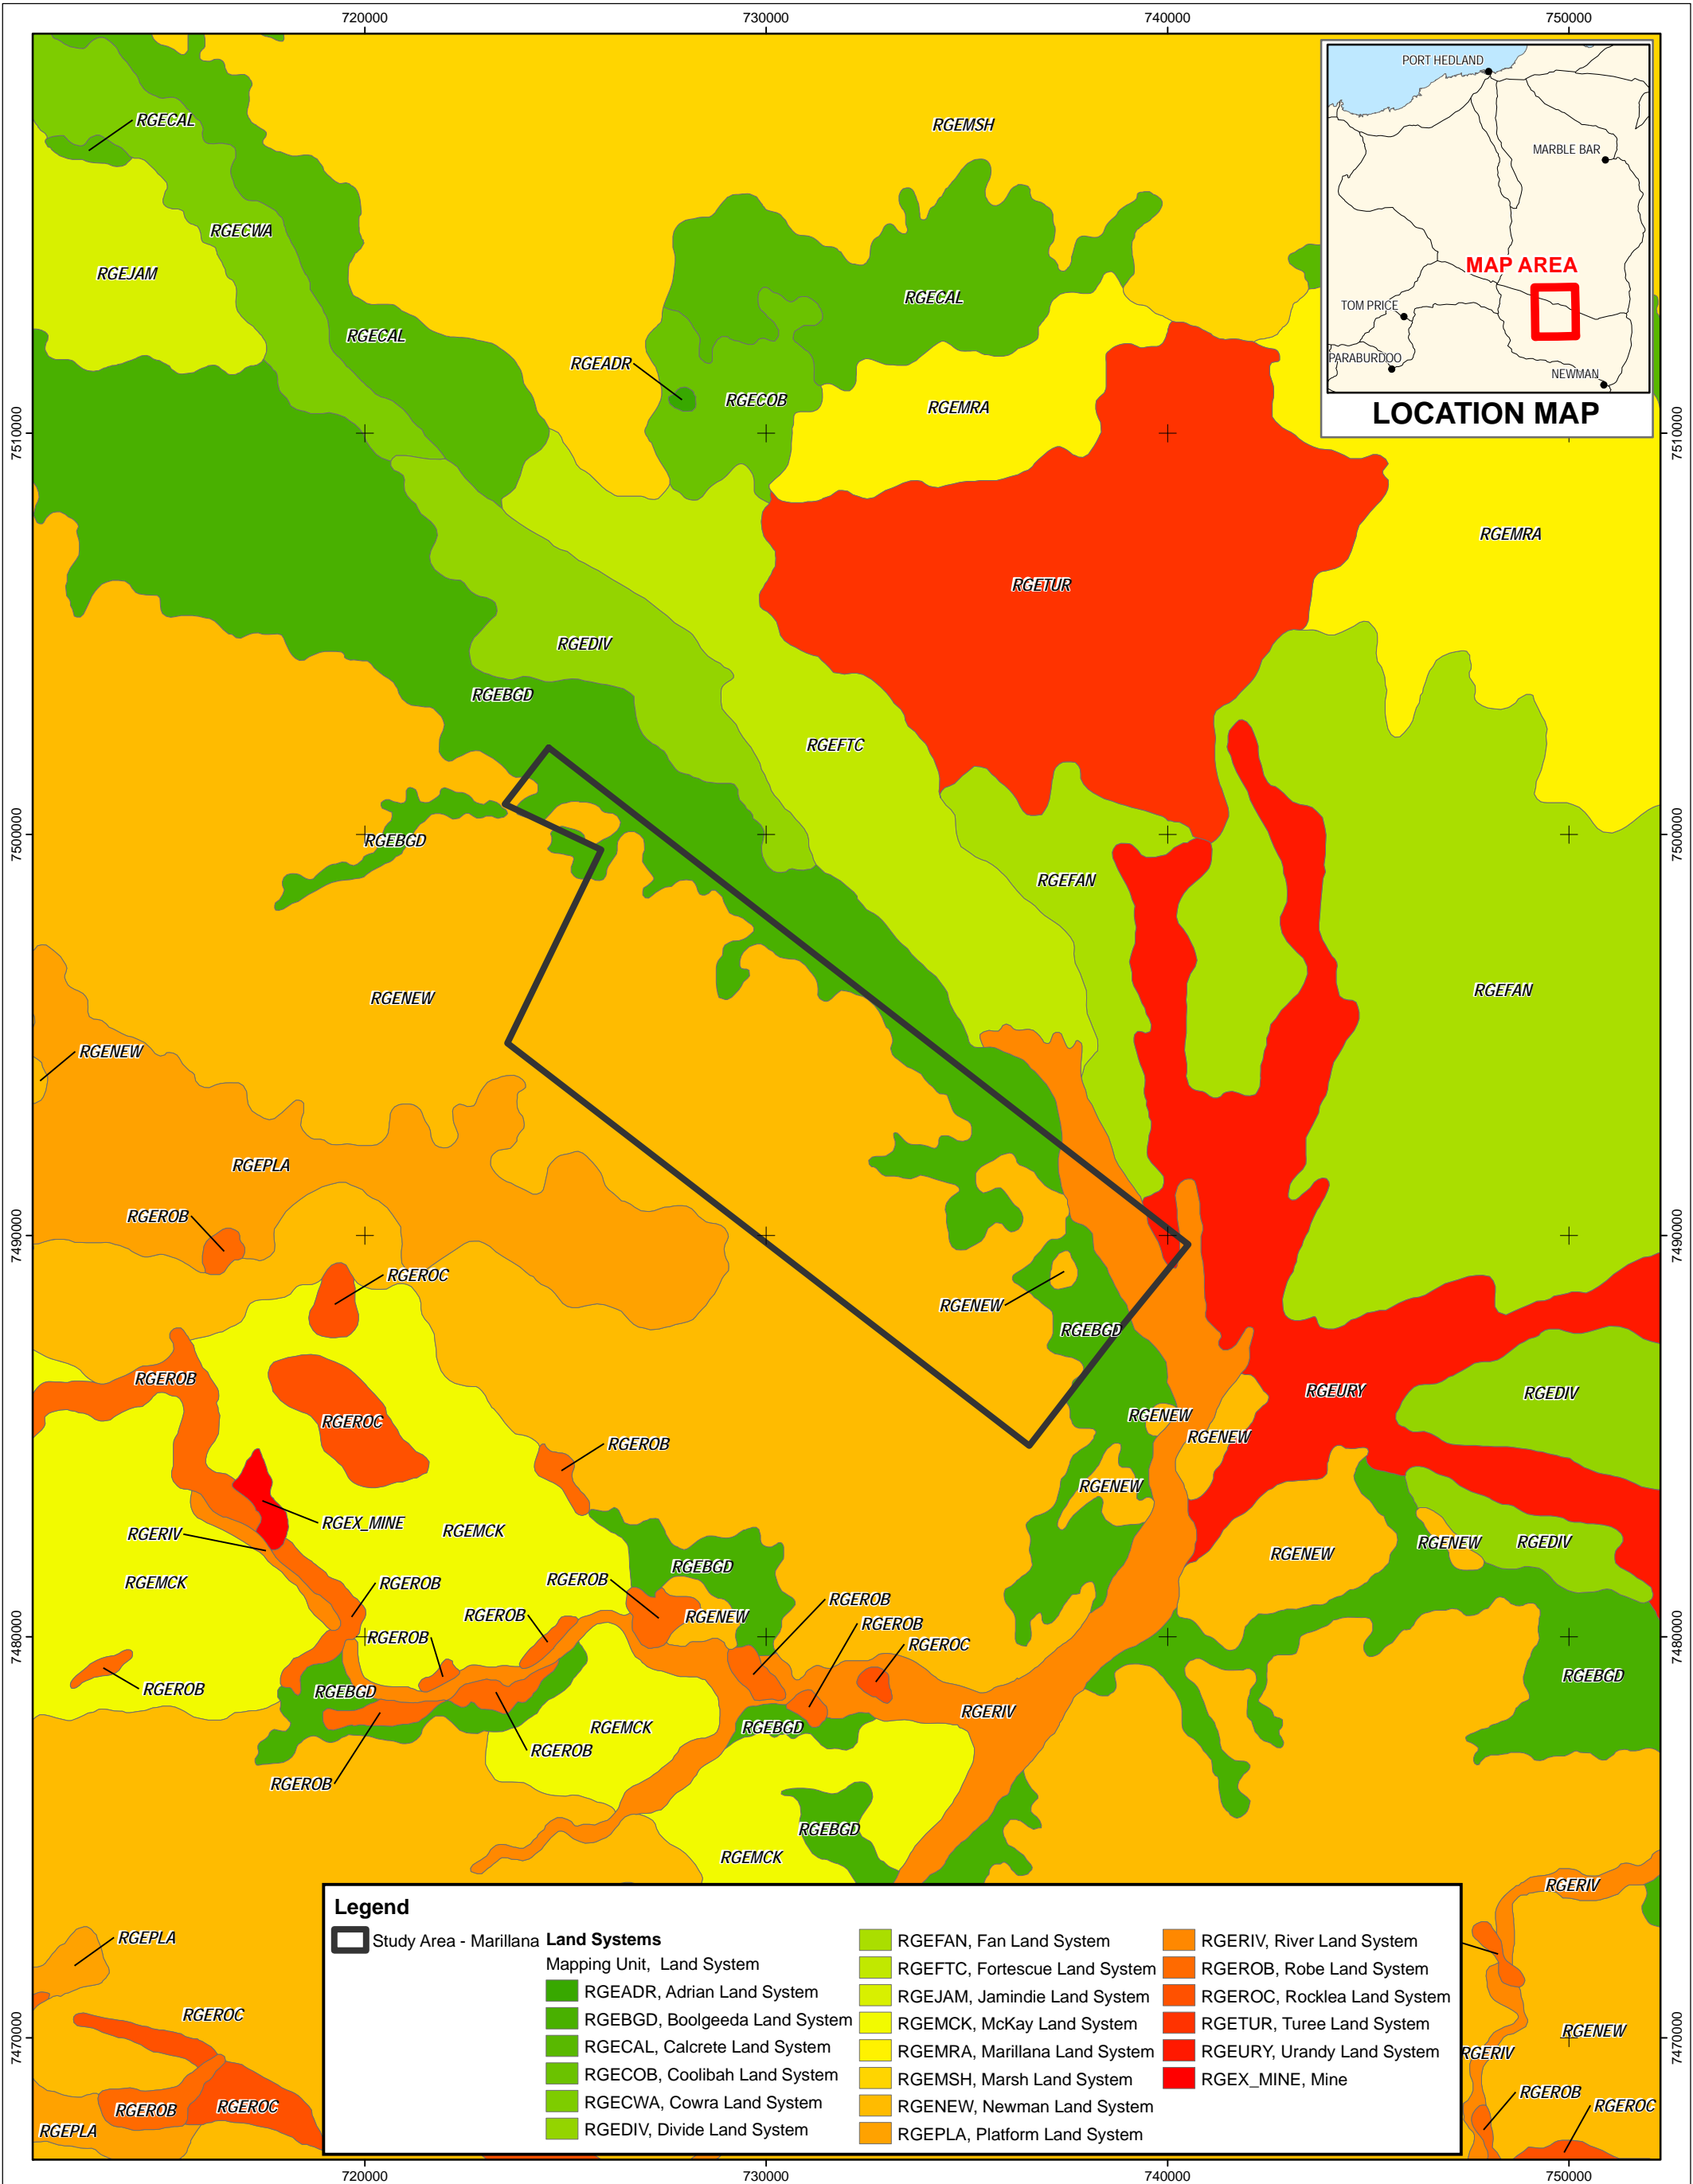 720000
730000
740000
750000
PORT HEDLAND
RGECAL
RGEMSH
MARBLE BAR
RGECWA
RGEJAM
MAP AREA
RGECAL
TOM PRICE
RGECAL
PARABURDOO
RGEADR
NEWMAN
RGECOB
RGEMRA
LOCATION MAP
7510000
7510000
RGEMRA
RGETUR
RGEDIV
RGEBGD
RGEFTC
7500000
RGEBGD
7500000
RGEFAN
RGEFAN
RGENEW
RGENEW
RGEPLA
RGEROB
7490000
7490000
RGEROC
RGENEW
RGEBGD
RGEROB
RGEURY
RGEDIV
RGEROC
RGENEW
RGENEW
RGEROB
RGENEW
RGEX_MINE
RGEMCK
RGERIV
RGENEW
RGENEW
RGEDIV
RGEBGD
RGEMCK
RGEROB
RGEROB
RGEROB
RGEROB
RGENEW
RGEROB
RGEROB
RGEROC
7480000
7480000
RGEROB
RGEBGD
RGEBGD
RGERIV
RGEMCK
RGEBGD
RGEROB
RGEROB
RGEBGD
RGEMCK
RGERIV
Legend
Study Area - Marillana
Land Systems
Mapping Unit, Land System
RGEADR, Adrian Land System
RGEBGD, Boolgeeda Land System
RGECAL, Calcrete Land System
RGECOB, Coolibah Land System
RGECWA, Cowra Land System
RGEDIV, Divide Land System
RGEFAN, Fan Land System
RGEFTC, Fortescue Land System
RGEJAM, Jamindie Land System
RGEMCK, McKay Land System
RGEMRA, Marillana Land System
RGEMSH, Marsh Land System
RGENEW, Newman Land System
RGEPLA, Platform Land System
RGERIV, River Land System
RGEROB, Robe Land System
RGEROC, Rocklea Land System
RGETUR, Turee Land System
RGEURY, Urandy Land System
RGEX_MINE, Mine
RGEPLA
RGEROC
7470000
RGENEW
7470000
RGERIV
RGEROB
RGEROC
RGEROB
RGEROC
RGEPLA
720000
730000
740000
750000